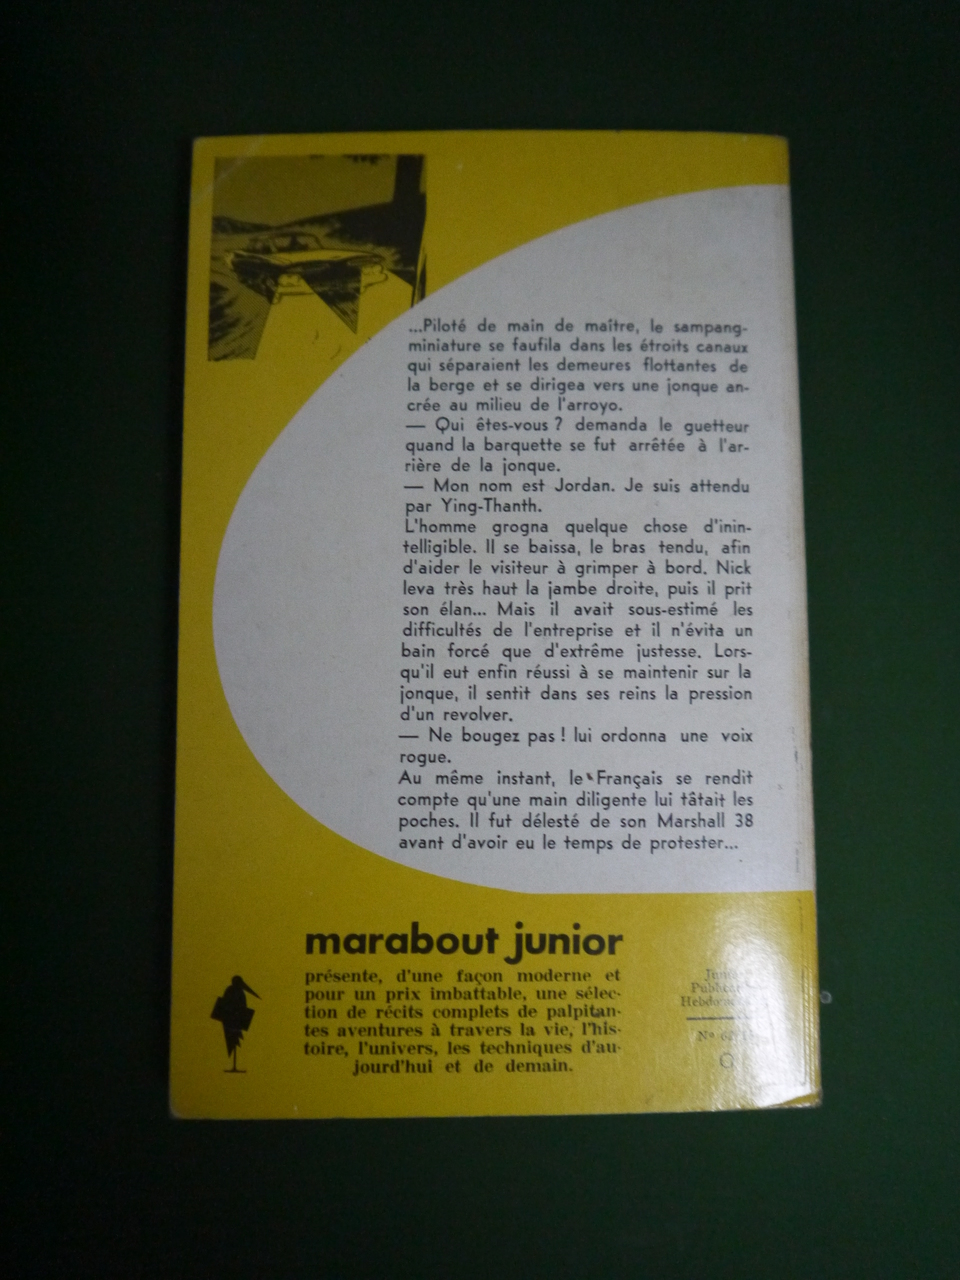 ...Piloté de main de maître, le sampang-
miniature se faufila dans les étroits canaux
qui séparaient les demeures flottantes de
la berge et se dirigea vers une jonque an-
crée au milieu de l'arroyo.
— Qui êtes-vous ? demanda le guetteur
quand la barquette se fut arrêtée à l'ar-
rière de la jonque.
— Mon nom est Jordan. Je suis attendu
par Ying-Thanth.
L'homme grogna quelque chose d'inin-
telligible. Il se baissa, le bras tendu, afin
d'aider le visiteur à grimper à bord. Nick
leva très haut la jambe droite, puis il prit
son élan... Mais il avait sous-estimé les
difficultés de l'entreprise et il n'évita un
bain forcé que d'extrême justesse. Lors-
qu'il eut enfin réussi à se maintenir sur la
jonque, il sentit dans ses reins la pression
d'un revolver.
— Ne bougez pas ! lui ordonna une voix
rogue.
Au même instant, le Français se rendit
compte qu'une main diligente lui tâtait les
poches. Il fut délesté de son Marshall 38
avant d'avoir eu le temps de protester...
marabout junior
présente, d'une façon moderne et
pour un prix imbattable, une sélec-
tion de récits complets de palpitan-
tes aventures à travers la vie, l'his-
toire, l'univers, les techniques d'au-
jourd'hui et de demain.
N°
G